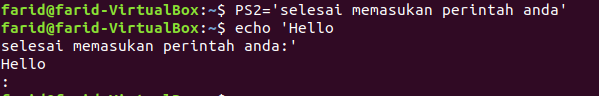 farid@farid-VirtualBox:~$ PS2='selesai memasukan perintah anda'
farid@farid-VirtualBox:~$ echo 'Hello
selesai memasukan perintah anda:'
Hello
: